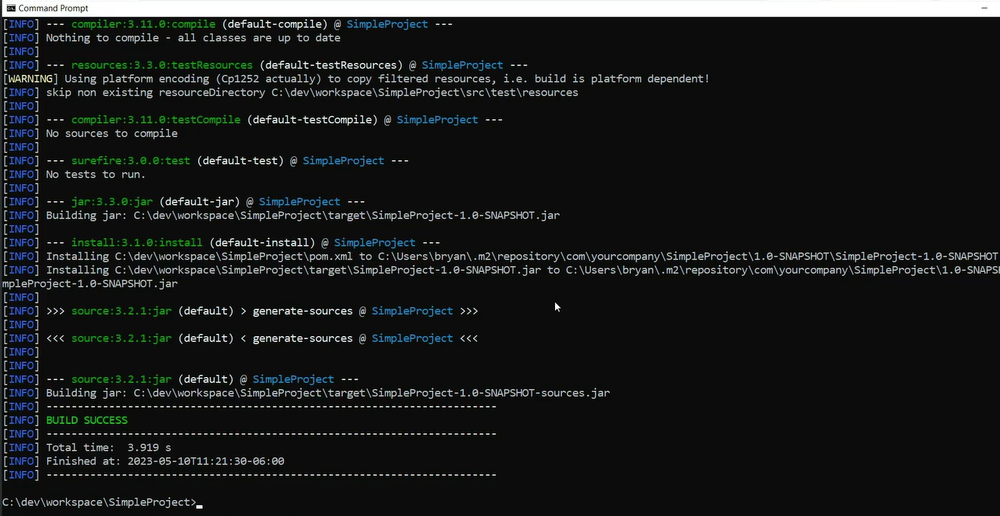 Command Prompt
[INFO] --- compiler:3.11.0:compile (default-compile) @ SimpleProject ---
[INFO] Nothing to compile - all classes are up to date
[INFO]
[INFO] --- resources:3.3.0:testResources (default-testResources) @ SimpleProject ---
[WARNING] Using platform encoding (Cp1252 actually) to copy filtered resources, i.e. build is platform dependent!
[INFO] skip non existing resourceDirectory C:\dev\workspace\SimpleProject\src\test\resources
[INFO]
[INFO] --- compiler:3.11.0:testCompile (default-testCompile) @ SimpleProject ---
[INFO] No sources to compile
[INFO]
[INFO] --- surefire:3.0.0:test (default-test) @ SimpleProject ---
[INFO] No tests to run.
[INFO]
[INFO] --- jar:3.3.0:jar (default-jar) @ SimpleProject ---
[INFO] Building jar: C:\dev\workspace\SimpleProject\target\SimpleProject-1.0-SNAPSHOT.jar
[INFO]
[INFO] --- install:3.1.0:install (default-install) @ SimpleProject ---
[INFO] Installing C:\dev\workspace\SimpleProject\pom.xml to C:\Users\bryan\.m2\repository\com\yourcompany\SimpleProject\1.0-SNAPSHOT\SimpleProject-1.0-SNAPSHOT
[INFO] Installing C:\dev\workspace\SimpleProject\target\SimpleProject-1.0-SNAPSHOT.jar to C:\Users\bryan\.m2\repository\com\yourcompany\SimpleProject\1.0-SNAPS
mpleProject-1.0-SNAPSHOT.jar
[INFO]
[INFO] >>> source:3.2.1:jar (default) > generate-sources @ SimpleProject >>>
[INFO]
[INFO] <<< source:3.2.1:jar (default) < generate-sources @ SimpleProject <<<
[INFO]
[INFO]
[INFO] --- source:3.2.1:jar (default) @ SimpleProject ---
[INFO] Building jar: C:\dev\workspace\SimpleProject\target\SimpleProject-1.0-SNAPSHOT-sources.jar
[INFO] ------------------------------------------------------------------------
[INFO] BUILD SUCCESS
[INFO] ------------------------------------------------------------------------
[INFO] Total time:  3.919 s
[INFO] Finished at: 2023-05-10T11:21:30-06:00
[INFO] ------------------------------------------------------------------------
C:\dev\workspace\SimpleProject>